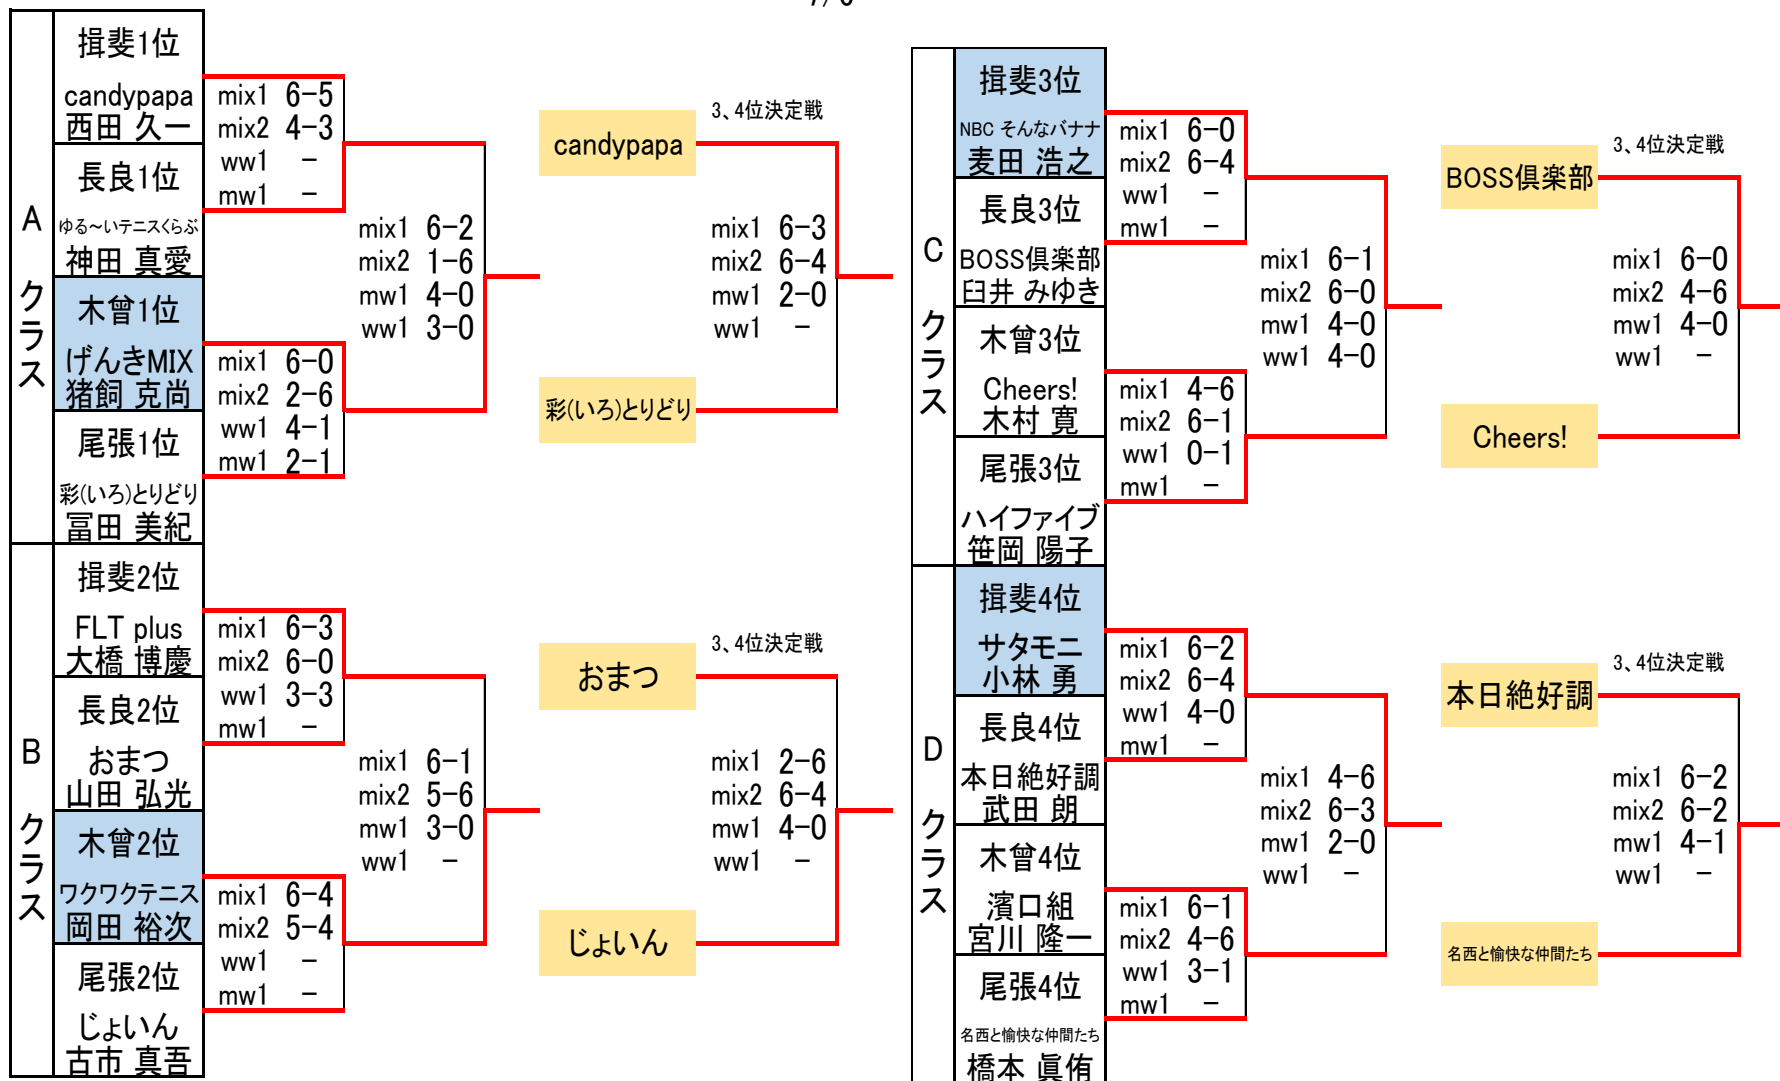 A クラス
揖斐1位
candypapa
西田 久一
長良1位
ゆる～いテニスくらぶ
神田 真愛
木曾1位
げんきMIX
猪飼 克尚
尾張1位
彩(いろ)とりどり
冨田 美紀
mix1 6-5
mix2 4-3
ww1 -
mw1 -
mix1 6-0
mix2 2-6
ww1 4-1
mw1 2-1
mix1 6-2
mix2 1-6
mw1 4-0
ww1 3-0
3、4位決定戦
candypapa
彩(いろ)とりどり
mix1 6-3
mix2 6-4
mw1 2-0
ww1 -
B クラス
揖斐2位
FLT plus
大橋 博慶
長良2位
おまつ
山田 弘光
木曾2位
ワクワクテニス
岡田 裕次
尾張2位
じょいん
古市 真吾
mix1 6-3
mix2 6-0
ww1 3-3
mw1 -
mix1 6-4
mix2 5-4
ww1 -
mw1 -
mix1 6-1
mix2 5-6
mw1 3-0
ww1 -
3、4位決定戦
おまつ
じょいん
mix1 2-6
mix2 6-4
mw1 4-0
ww1 -
C クラス
揖斐3位
NBC そんなバナナ
麦田 浩之
長良3位
BOSS倶楽部
臼井 みゆき
木曾3位
Cheers!
木村 寛
尾張3位
ハイファイブ
笹岡 陽子
mix1 6-0
mix2 6-4
ww1 -
mw1 -
mix1 4-6
mix2 6-1
ww1 0-1
mw1 -
mix1 6-1
mix2 6-0
mw1 4-0
ww1 4-0
3、4位決定戦
BOSS倶楽部
Cheers!
mix1 6-0
mix2 4-6
mw1 4-0
ww1 -
D クラス
揖斐4位
サタモニ
小林 勇
長良4位
本日絶好調
武田 朗
木曾4位
濱口組
宮川 隆一
尾張4位
名西と愉快な仲間たち
橋本 眞侑
mix1 6-2
mix2 6-4
ww1 4-0
mw1 -
mix1 6-1
mix2 4-6
ww1 3-1
mw1 -
mix1 4-6
mix2 6-3
mw1 2-0
ww1 -
3、4位決定戦
本日絶好調
名西と愉快な仲間たち
mix1 6-2
mix2 6-2
mw1 4-1
ww1 -